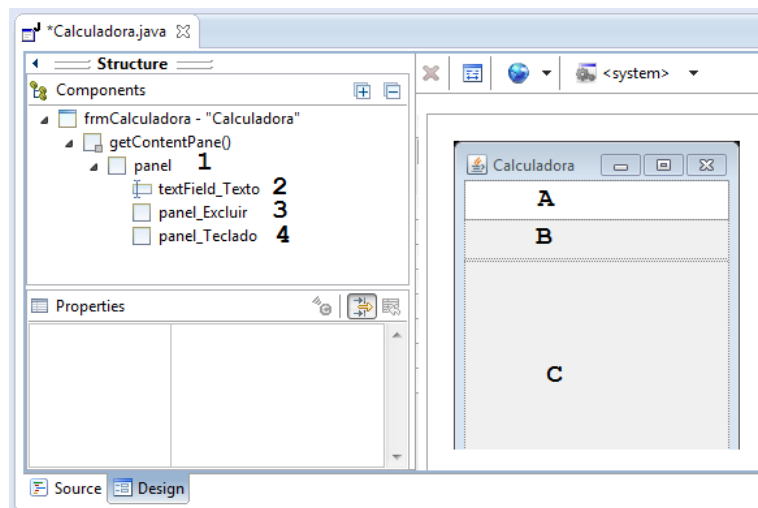 *Calculadora.java
Structure
Components
frmCalculadora - "Calculadora"
getContentPane()
panel 1
textField_Texto 2
panel_Excluir 3
panel_Teclado 4
Properties
Source Design
<system>
Calculadora
A
B
C